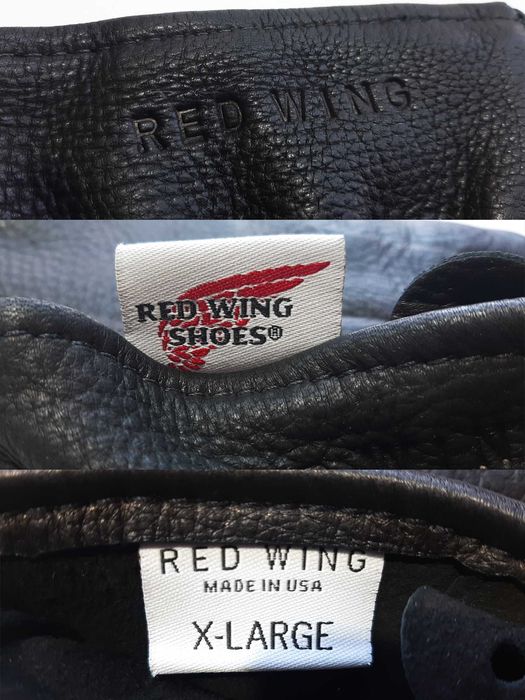 RED WING
RED WING
SHOES®
RED WING
MADE IN USA
X-LARGE